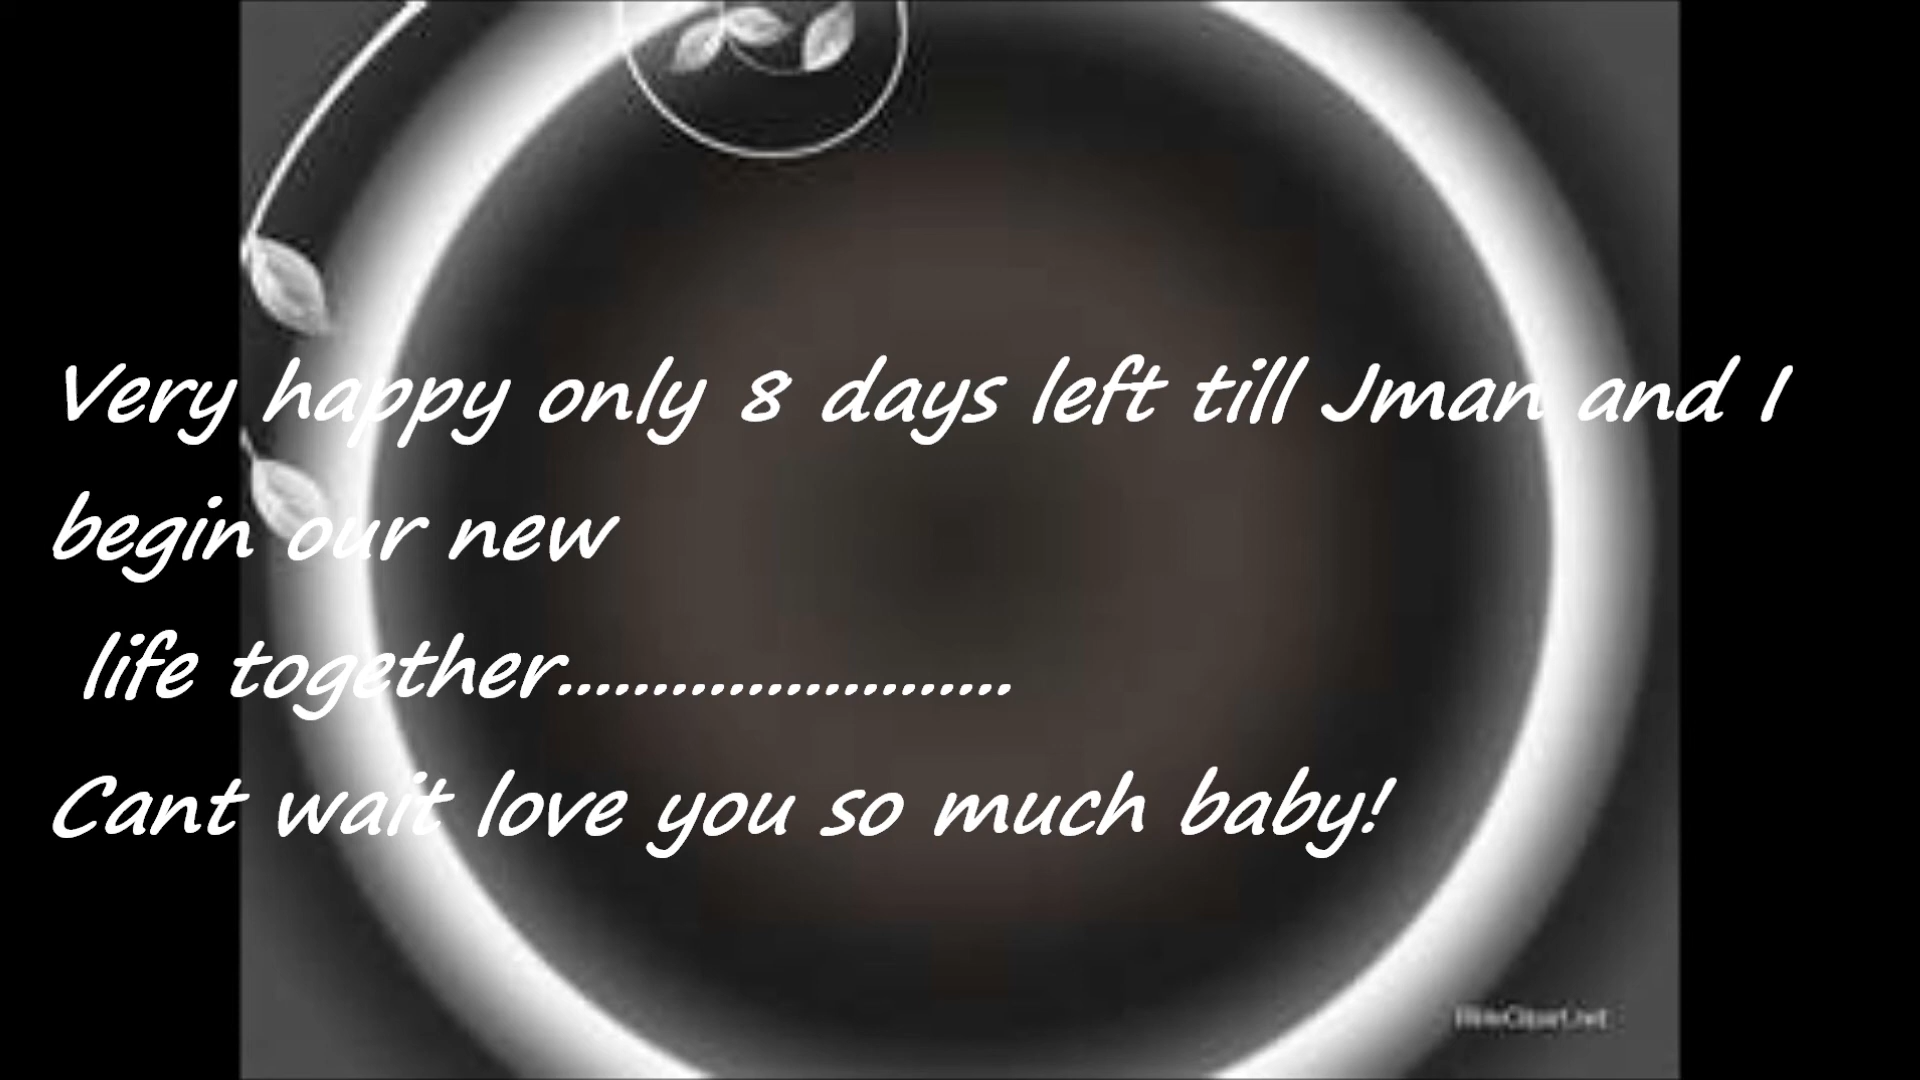 Very happy only 8 days left till Jman and I
begin our new
life together........................
Cant wait love you so much baby!